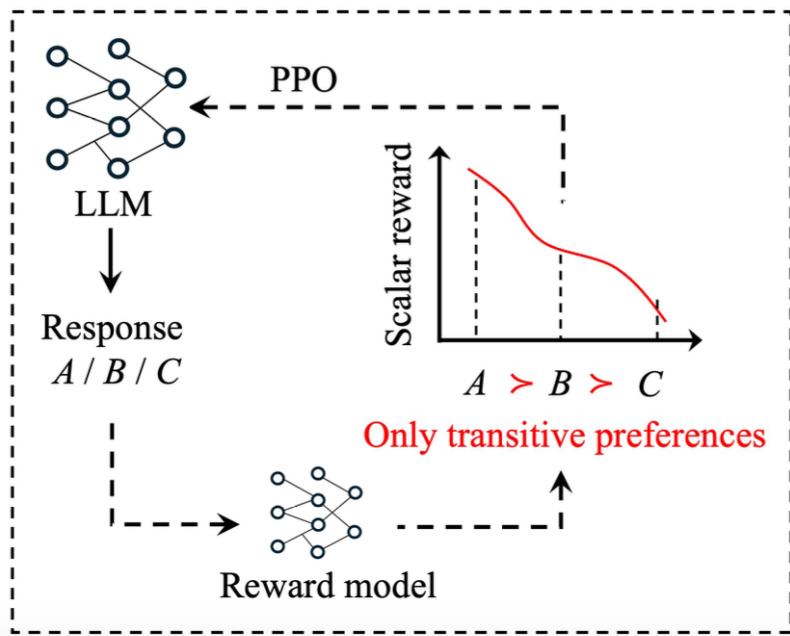 PPO
LLM
Response
A / B / C
Scalar reward
A ≻ B ≻ C
Only transitive preferences
Reward model